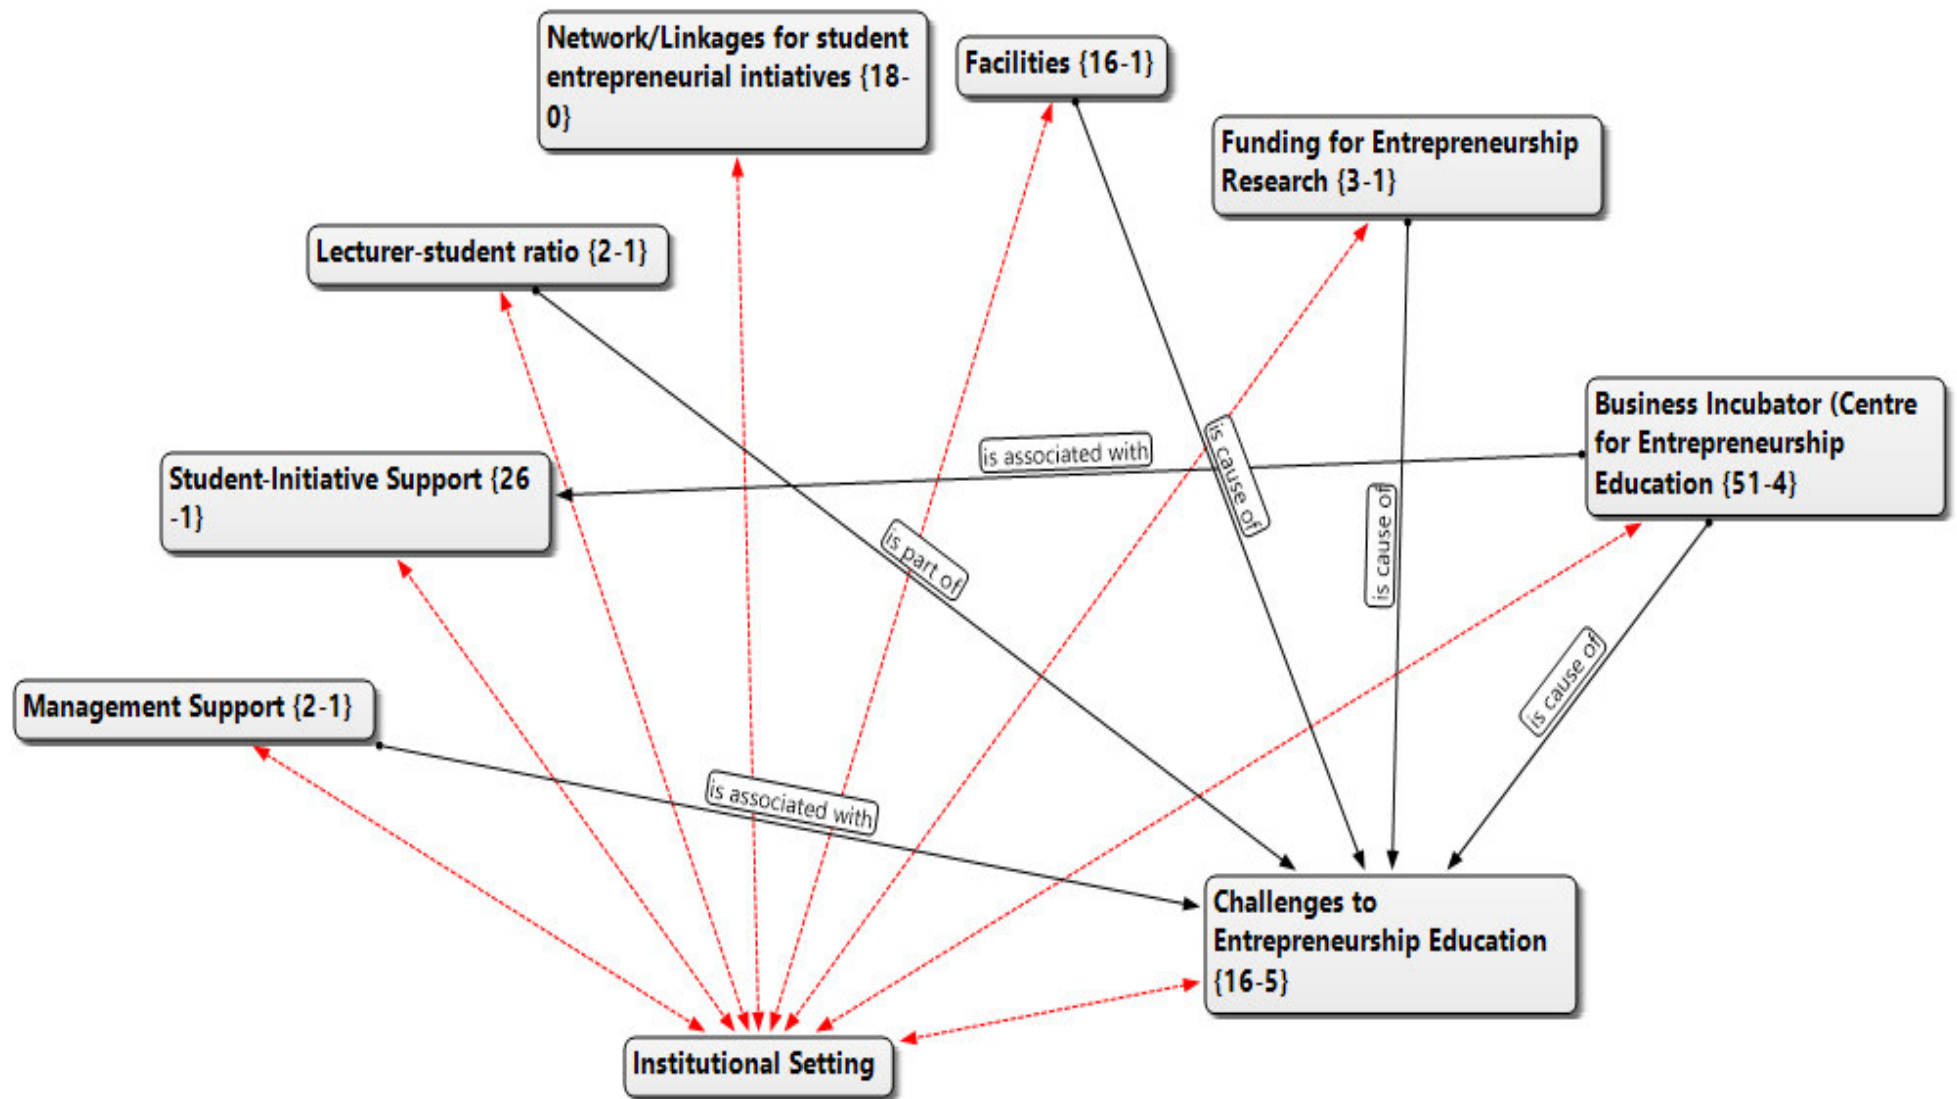 Network/Linkages for student
entrepreneurial intiatives {18-
0}
Facilities {16-1}
Funding for Entrepreneurship
Research {3-1}
Lecturer-student ratio {2-1}
Business Incubator (Centre
for Entrepreneurship
Education {51-4}
is associated with
is cause of
is cause of
Student-Initiative Support {26
-1}
is part of
is cause of
Management Support {2-1}
is associated with
Challenges to
Entrepreneurship Education
{16-5}
Institutional Setting